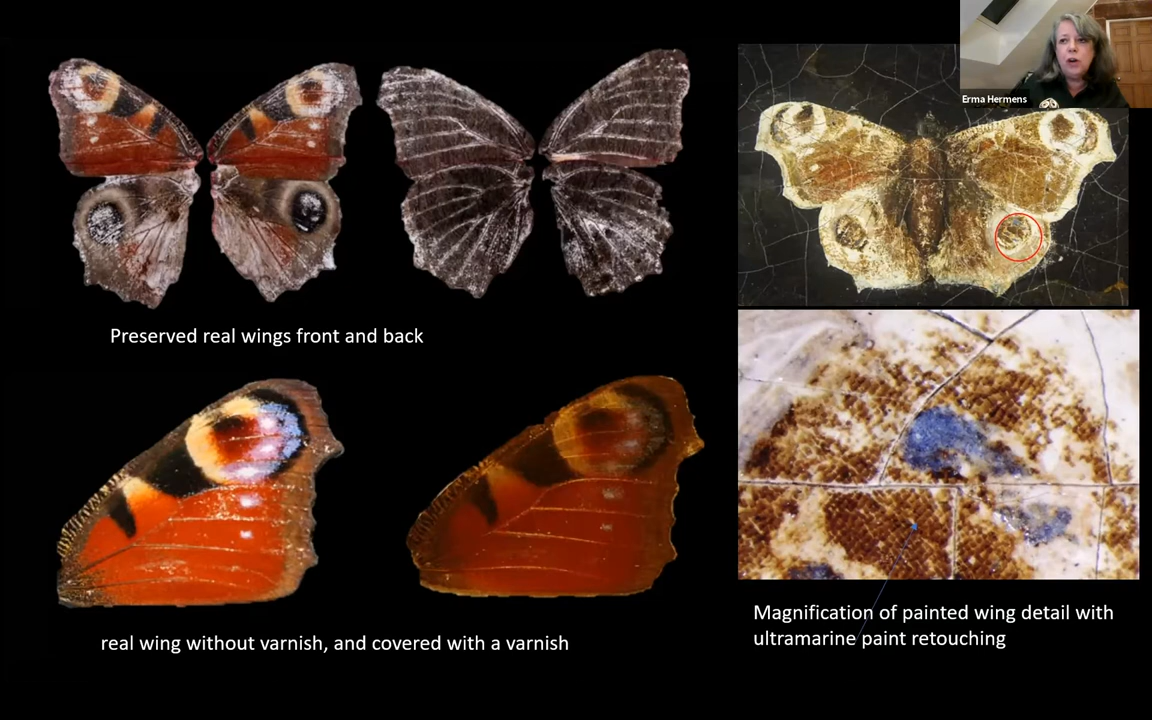 Erma Hermens
Preserved real wings front and back
real wing without varnish, and covered with a varnish
Magnification of painted wing detail with
ultramarine paint retouching